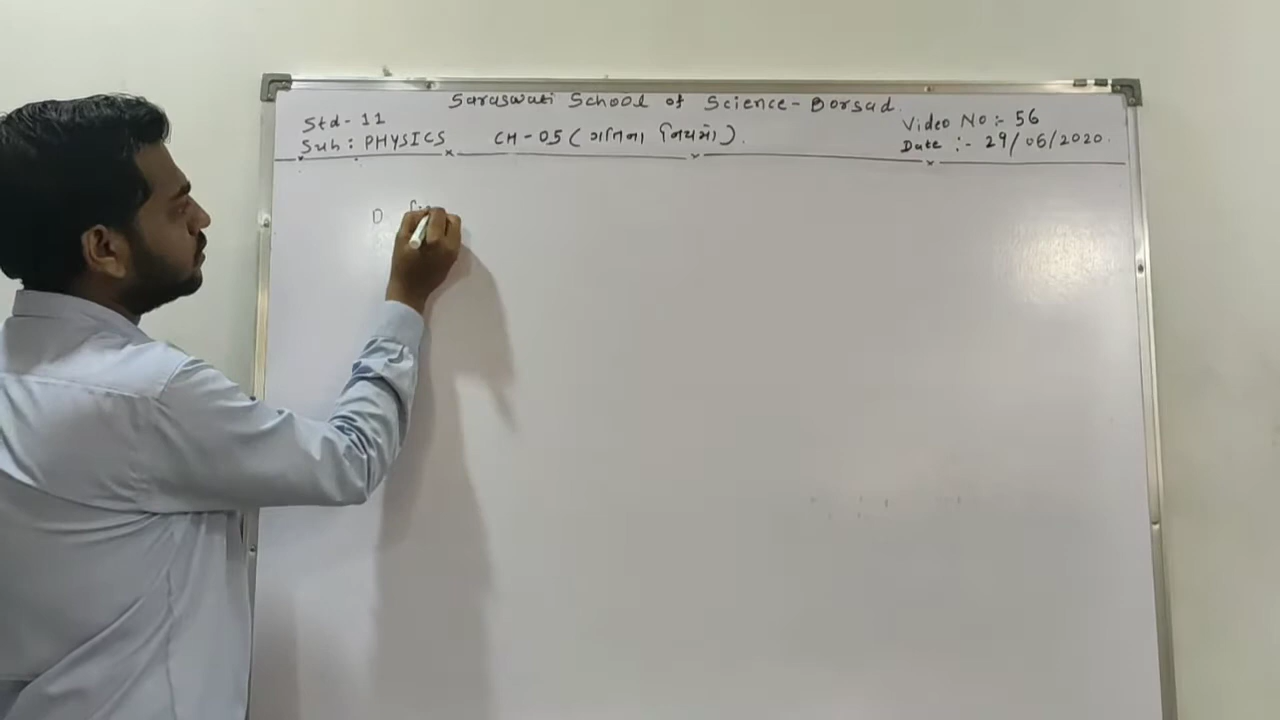 Saraswati School of Science-Borsad.
Std-11
Sub: PHYSICS CH-05 (ગતિના નિયમો).
Video No:- 56
Date :- 29/06/2020.